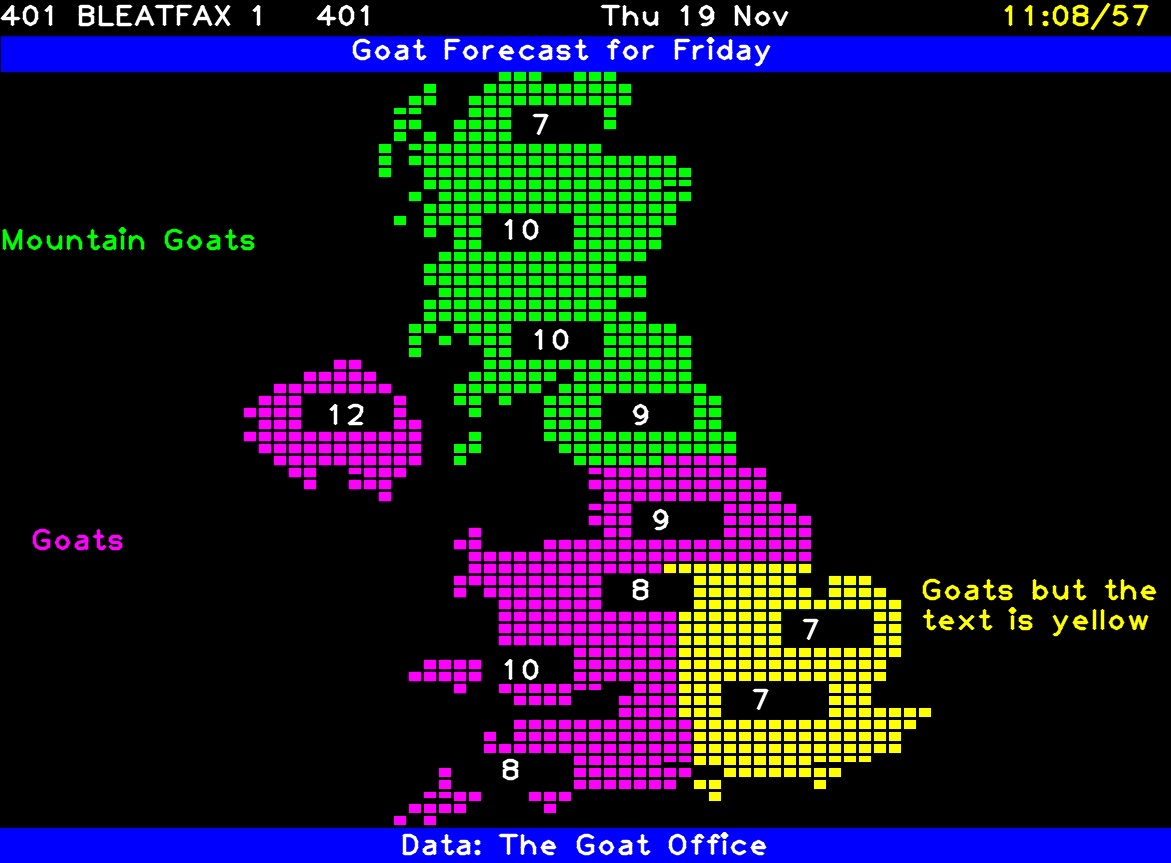 401 BLEATFAX 1 401 Thu 19 Nov 11:08/57
Goat Forecast for Friday
7
10
Mountain Goats
10
12
9
9
Goats
8
Goats but the
text is yellow
7
10
7
8
Data: The Goat Office